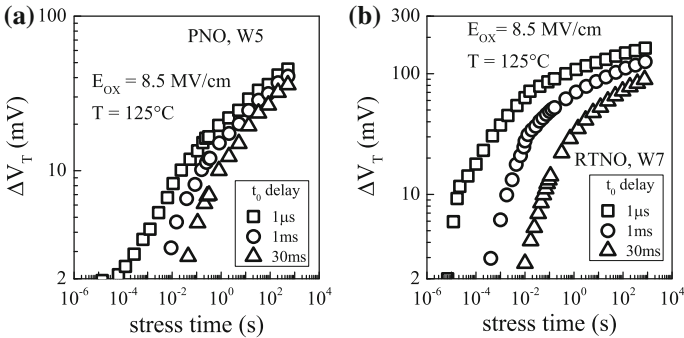 (a)
PNO, W5
E_OX = 8.5 MV/cm
T = 125°C
ΔV_T (mV)
100
10
2
t_0 delay
1μs
1ms
30ms
10^-6 10^-4 10^-2 10^0 10^2 10^4
stress time (s)
(b)
E_OX = 8.5 MV/cm
T = 125°C
ΔV_T (mV)
300
100
10
2
RTNO, W7
t_0 delay
1μs
1ms
30ms
10^-6 10^-4 10^-2 10^0 10^2 10^4
stress time (s)